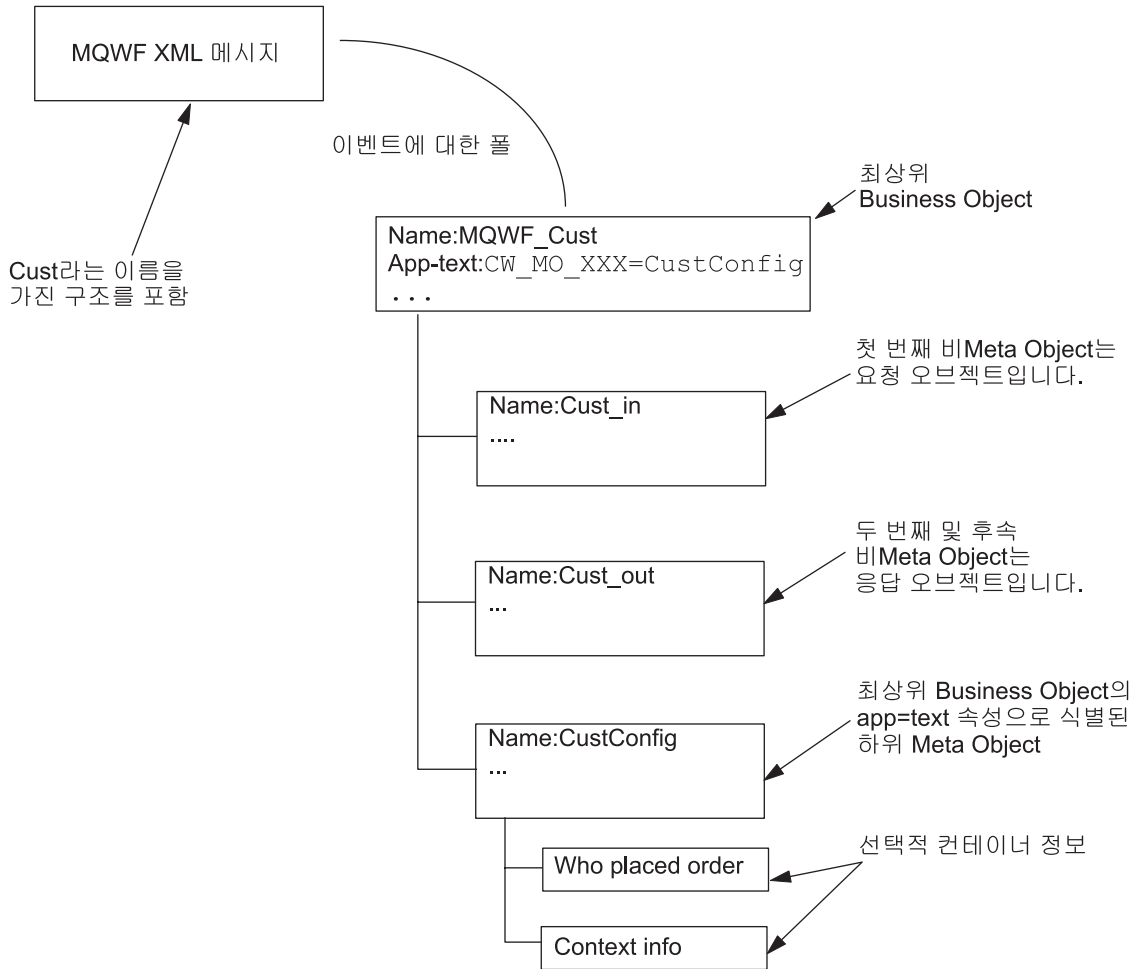 MQWF XML 메시지
이벤트에 대한 폴
최상위
Business Object
Name:MQWF_Cust
App-text:CW_MO_XXX=CustConfig
...
Cust라는 이름을
가진 구조를 포함
첫 번째 비Meta Object는
요청 오브젝트입니다.
Name:Cust_in
....
두 번째 및 후속
비Meta Object는
응답 오브젝트입니다.
Name:Cust_out
...
최상위 Business Object의
app=text 속성으로 식별된
하위 Meta Object
Name:CustConfig
...
선택적 컨테이너 정보
Who placed order
Context info